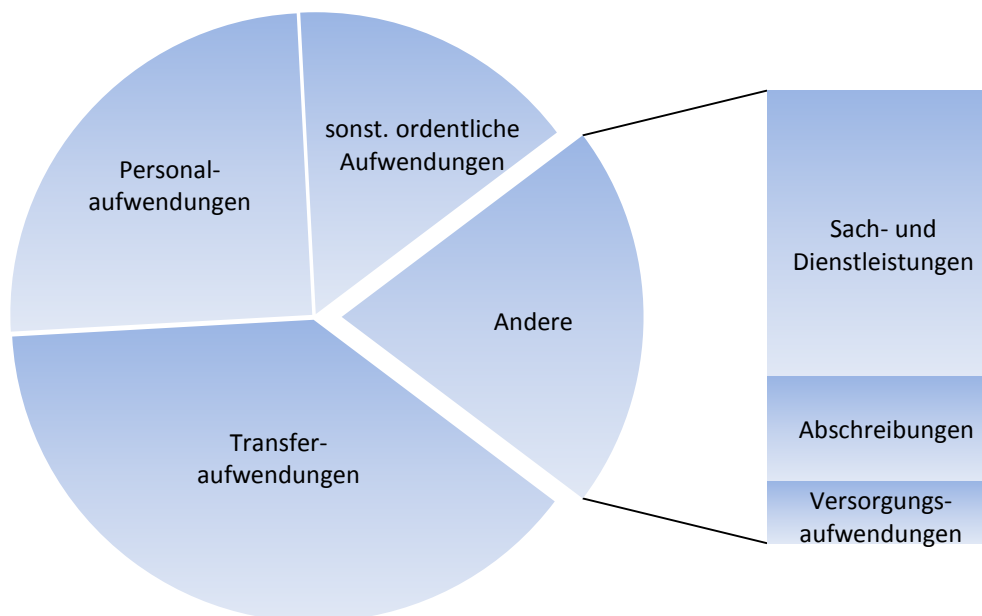 sonst. ordentliche
Aufwendungen
Personal-
aufwendungen
Andere
Transfer-
aufwendungen
Sach- und
Dienstleistungen
Abschreibungen
Versorgungs-
aufwendungen